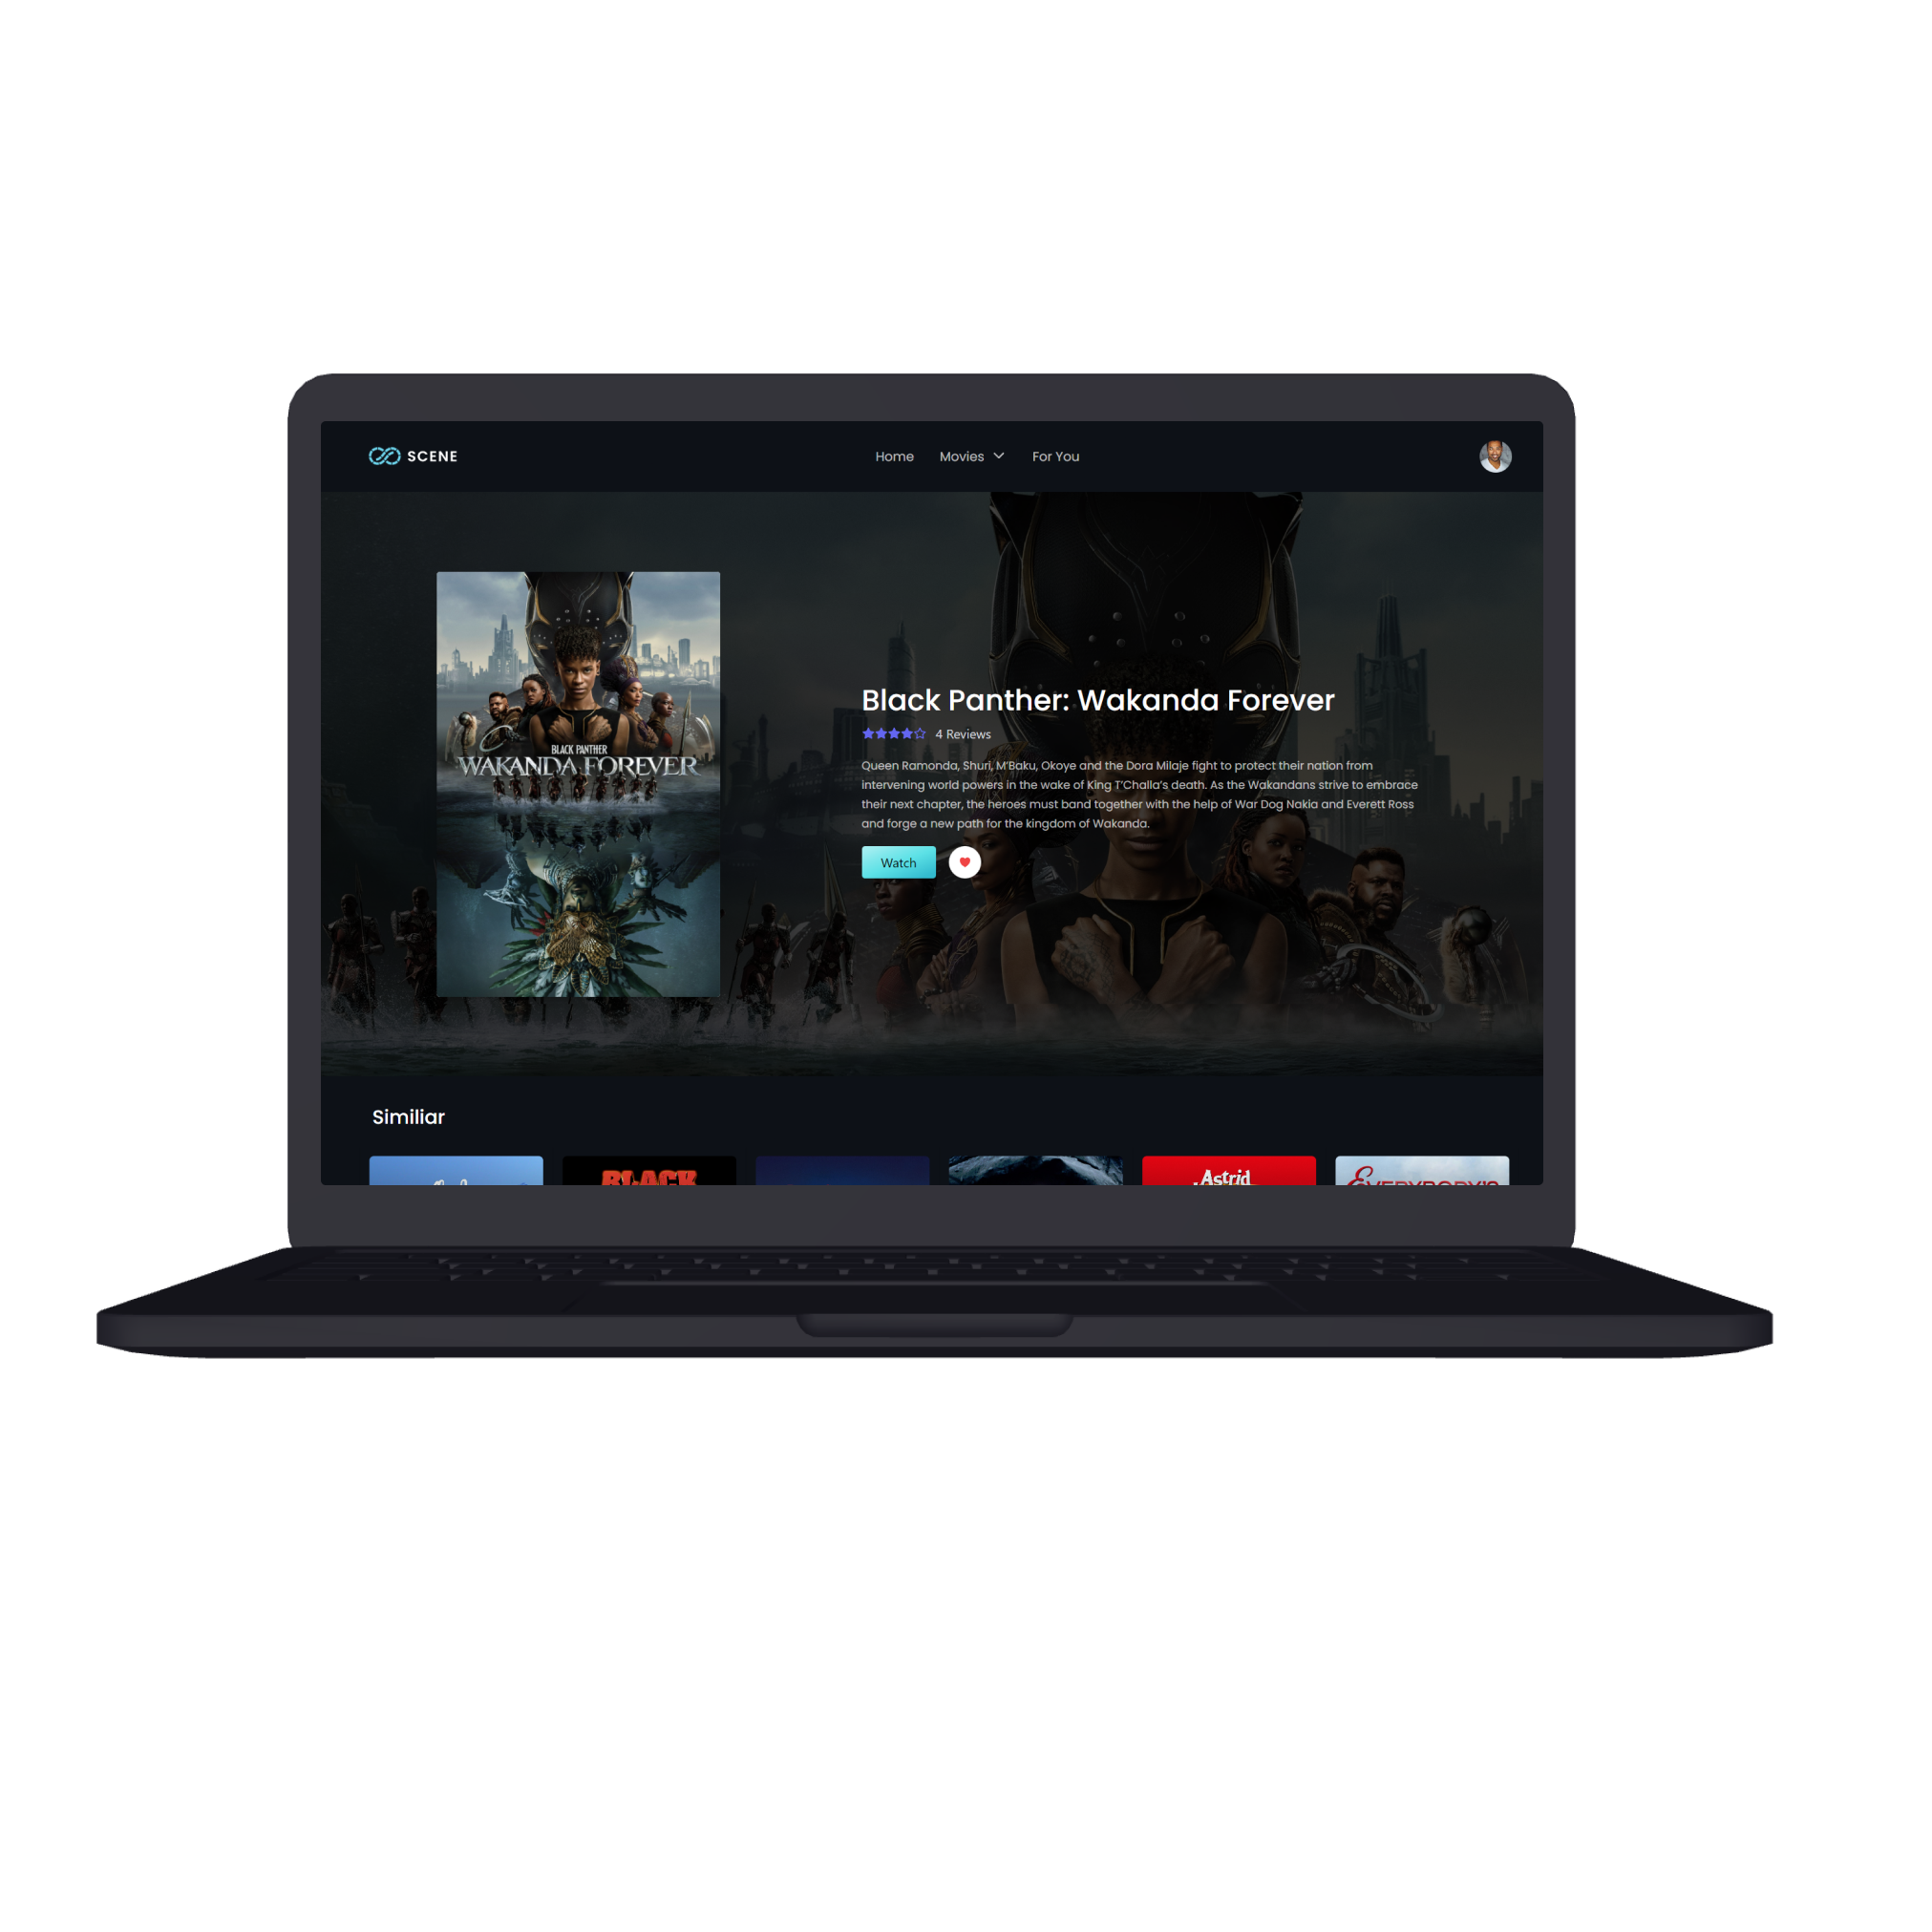 SCENE
Home Movies For You
BLACK PANTHER
WAKANDA FOREVER
Black Panther: Wakanda Forever
4 Reviews
Queen Ramonda, Shuri, M'Baku, Okoye and the Dora Milaje fight to protect their nation from
intervening world powers in the wake of King T'Challa's death. As the Wakandans strive to embrace
their next chapter, the heroes must band together with the help of War Dog Nakia and Everett Ross
and forge a new path for the kingdom of Wakanda.
Watch
Similiar
BLACK
Astrid
EVERYBODY'S